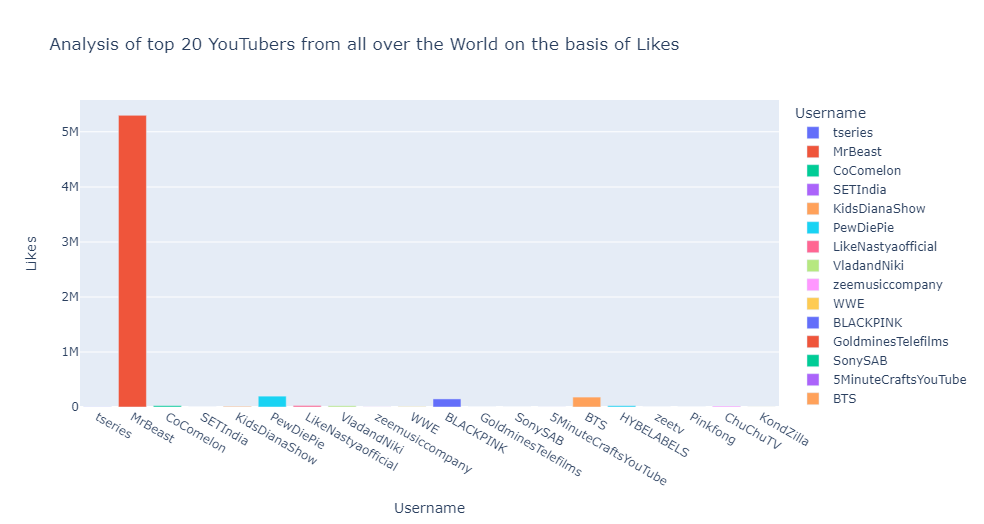 Analysis of top 20 YouTubers from all over the World on the basis of Likes
Likes
5M
4M
3M
2M
1M
0
tseries
MrBeast
CoComelon
SETIndia
KidsDianaShow
PewDiePie
LikeNastyaofficial
VladandNiki
zeemusiccompany
WWE
BLACKPINK
GoldminesTelefilms
SonySAB
5MinuteCraftsYouTube
BTS
HYBELABELS
zeetv
Pinkfong
ChuChuTV
KondZilla
Username
Username
tseries
MrBeast
CoComelon
SETIndia
KidsDianaShow
PewDiePie
LikeNastyaofficial
VladandNiki
zeemusiccompany
WWE
BLACKPINK
GoldminesTelefilms
SonySAB
5MinuteCraftsYouTube
BTS